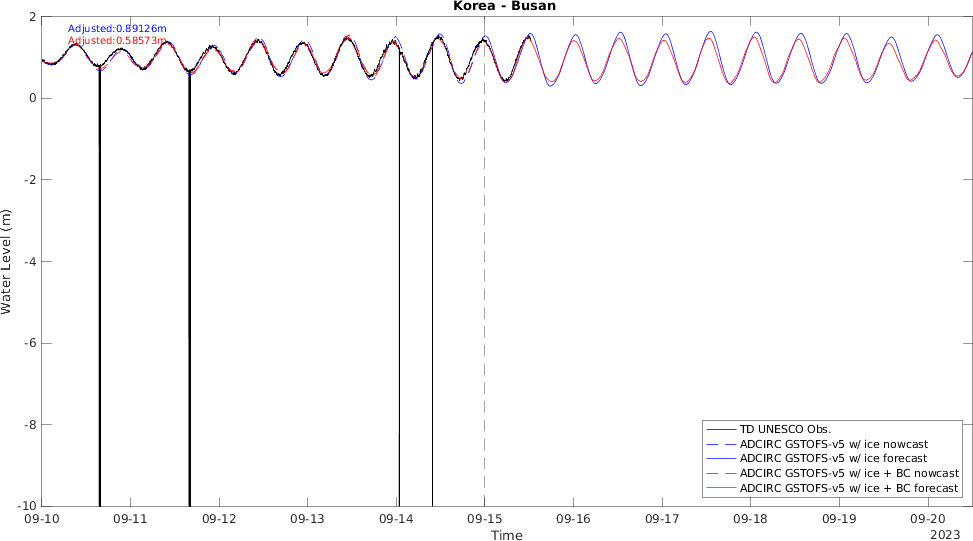 Korea - Busan
Adjusted:0.89126m
Adjusted:0.58573m
2
0
-2
-4
-6
-8
-10
Water Level (m)
TD UNESCO Obs.
ADCIRC GSTOFS-v5 w/ ice nowcast
ADCIRC GSTOFS-v5 w/ ice forecast
ADCIRC GSTOFS-v5 w/ ice + BC nowcast
ADCIRC GSTOFS-v5 w/ ice + BC forecast
09-10 09-11 09-12 09-13 09-14 09-15 09-16 09-17 09-18 09-19 09-20
Time
2023